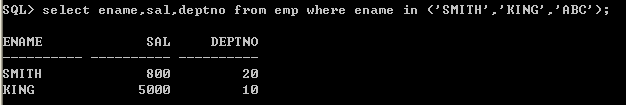 SQL> select ename,sal,deptno from emp where ename in ('SMITH','KING','ABC');
ENAME SAL DEPTNO
---------- ---------- ----------
SMITH 800 20
KING 5000 10